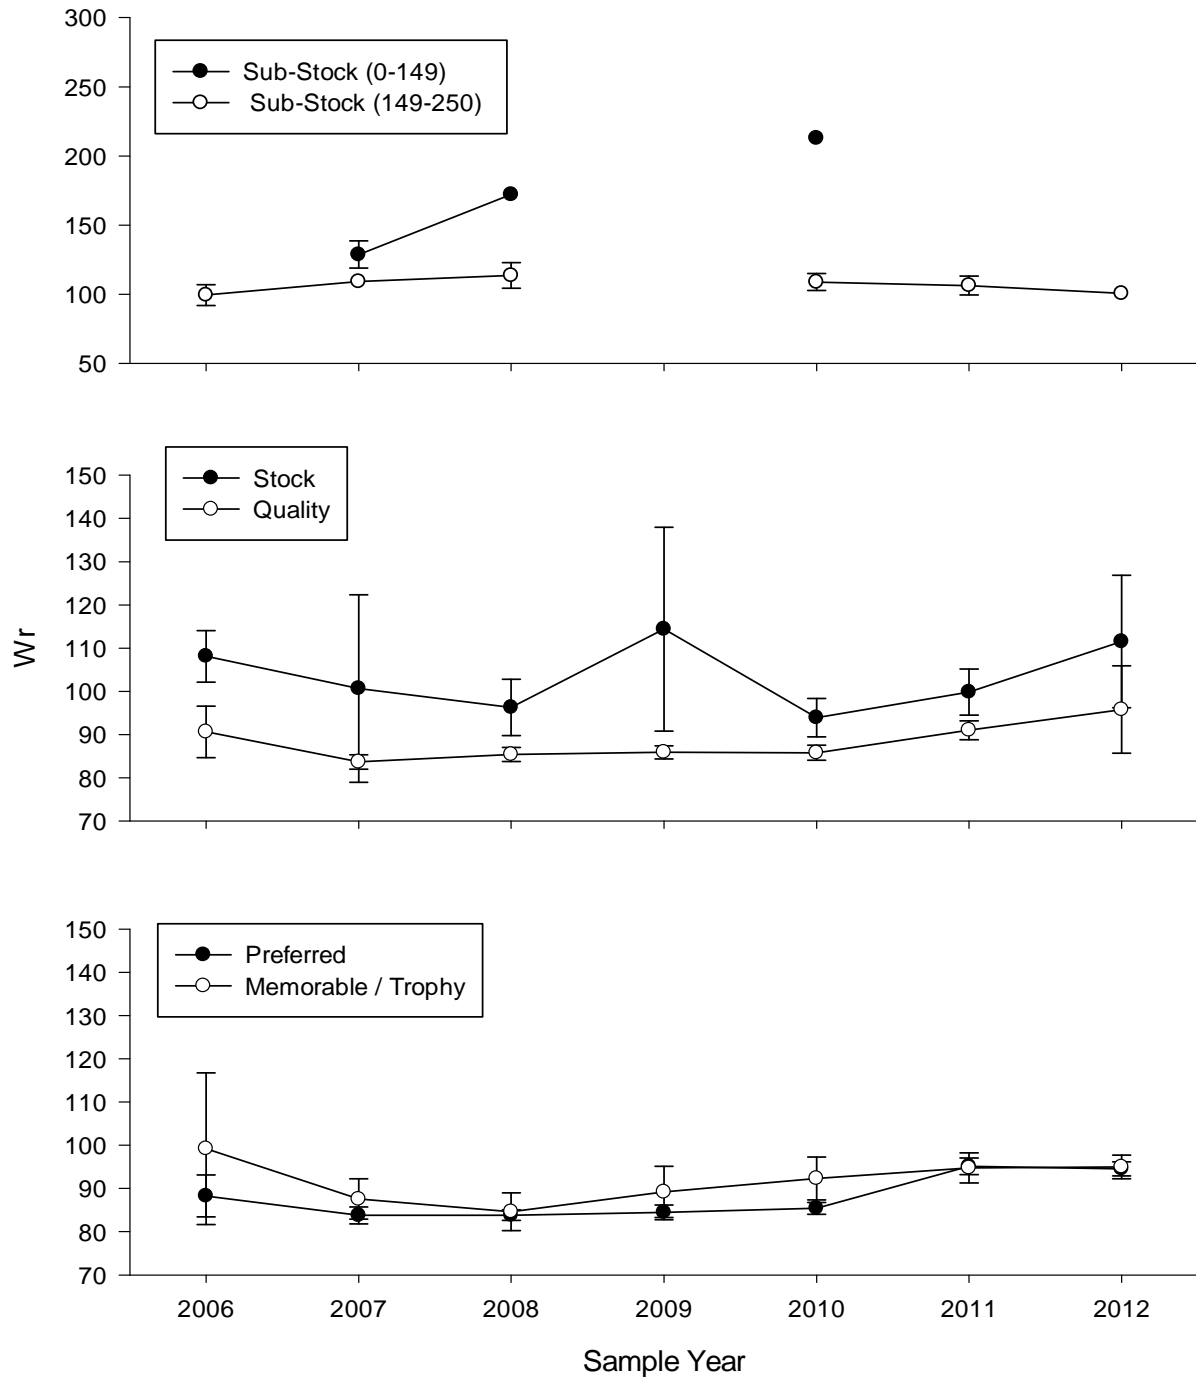 300
250
200
150
100
50
Sub-Stock (0-149)
Sub-Stock (149-250)
150
140
130
120
110
100
90
80
70
Stock
Quality
Wr
150
140
130
120
110
100
90
80
70
Preferred
Memorable / Trophy
2006 2007 2008 2009 2010 2011 2012
Sample Year